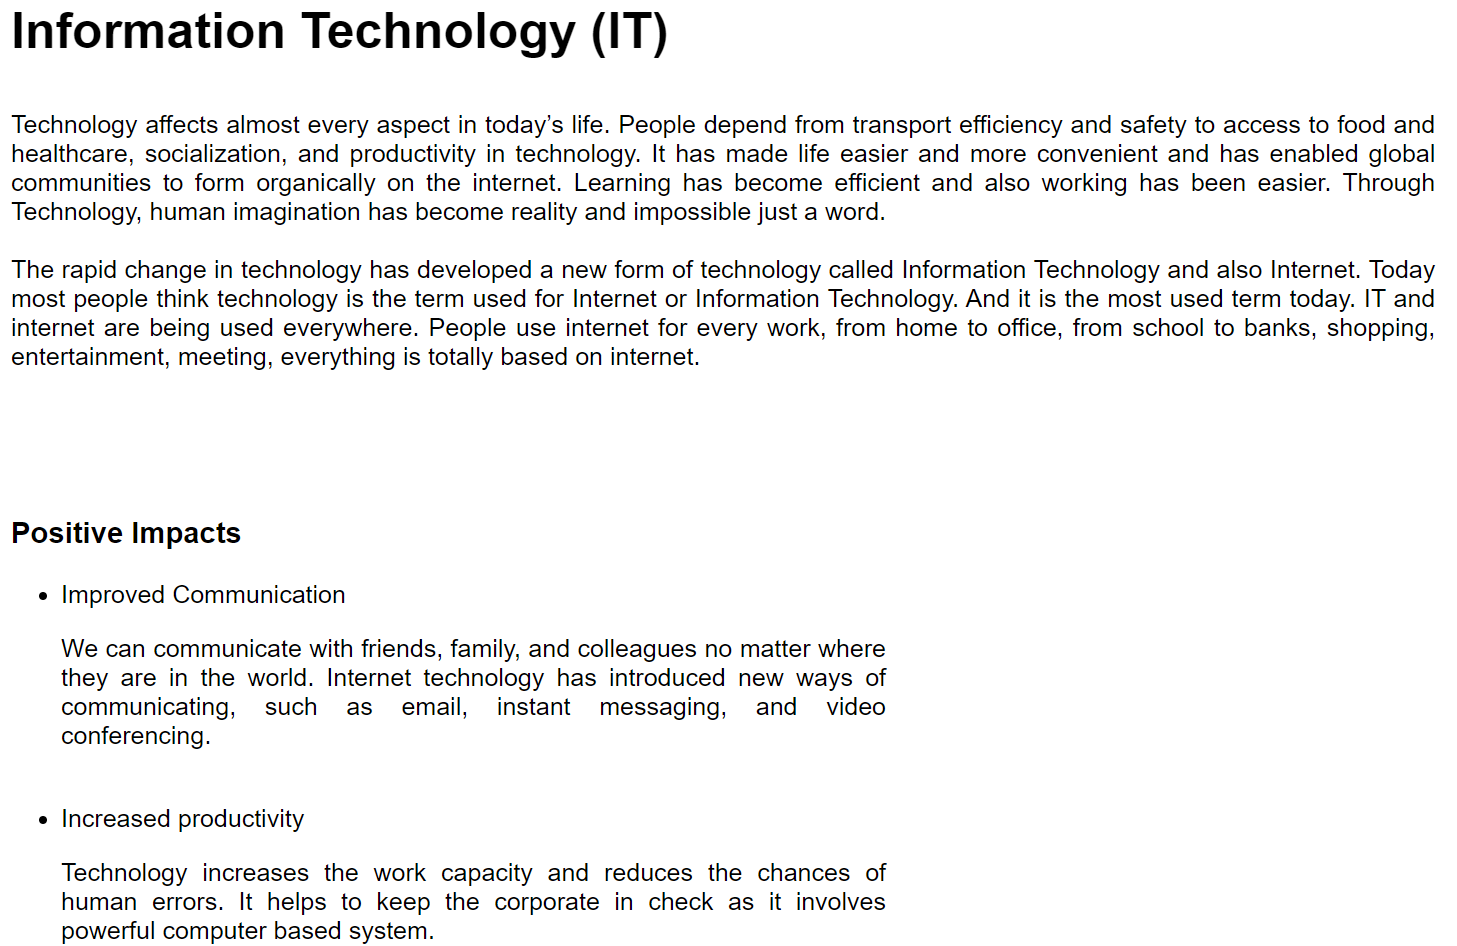 Information Technology (IT)
Technology affects almost every aspect in today’s life. People depend from transport efficiency and safety to access to food and
healthcare, socialization, and productivity in technology. It has made life easier and more convenient and has enabled global
communities to form organically on the internet. Learning has become efficient and also working has been easier. Through
Technology, human imagination has become reality and impossible just a word.
The rapid change in technology has developed a new form of technology called Information Technology and also Internet. Today
most people think technology is the term used for Internet or Information Technology. And it is the most used term today. IT and
internet are being used everywhere. People use internet for every work, from home to office, from school to banks, shopping,
entertainment, meeting, everything is totally based on internet.
Positive Impacts
• Improved Communication
We can communicate with friends, family, and colleagues no matter where
they are in the world. Internet technology has introduced new ways of
communicating, such as email, instant messaging, and video
conferencing.
• Increased productivity
Technology increases the work capacity and reduces the chances of
human errors. It helps to keep the corporate in check as it involves
powerful computer based system.